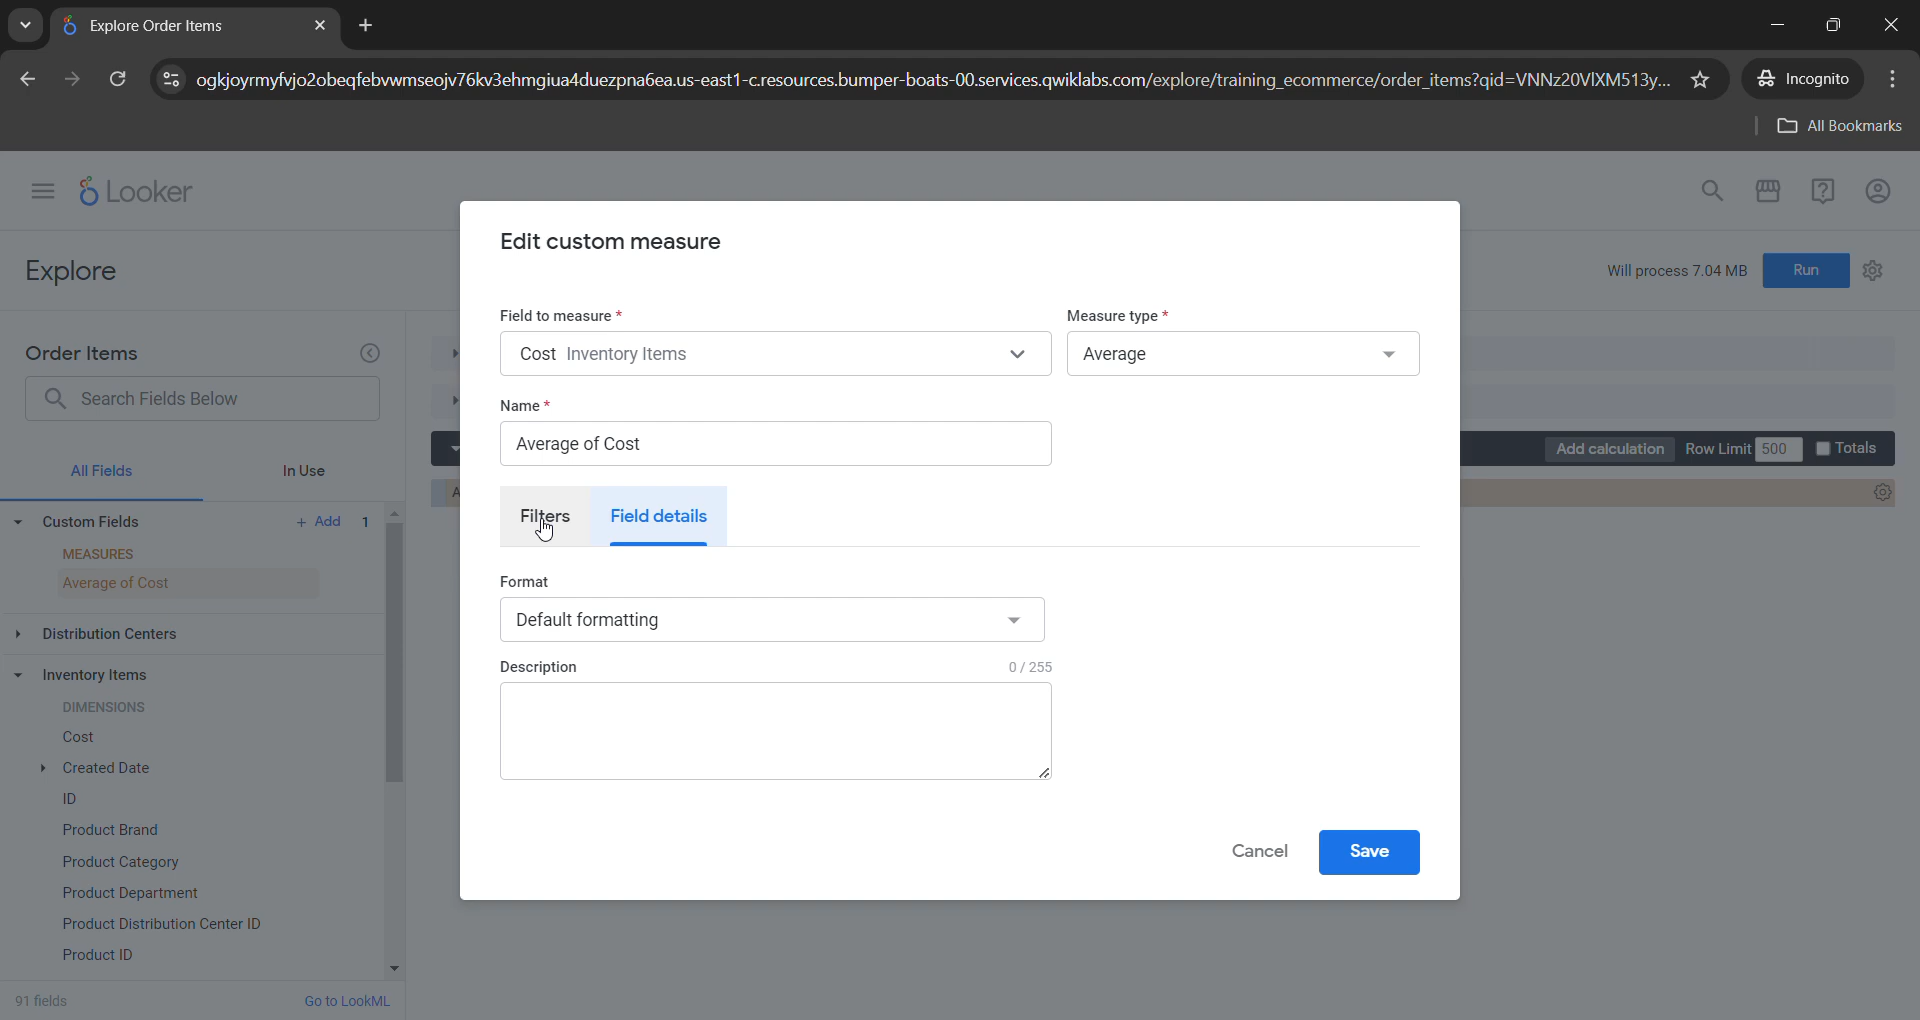 Explore Order Items
ogkjoyrmyfvjo2obeqfebvwmseojv76kv3ehmgiua4duezpna6ea.us-east1-c.resources.bumper-boats-00.services.qwiklabs.com/explore/training_ecommerce/order_items?qid=VNNz20VlXM513y...
Incognito
All Bookmarks
Looker
Explore
Will process 7.04 MB
Run
Order Items
Search Fields Below
All Fields
In Use
Custom Fields
+ Add 1
MEASURES
Average of Cost
Distribution Centers
Inventory Items
DIMENSIONS
Cost
Created Date
ID
Product Brand
Product Category
Product Department
Product Distribution Center ID
Product ID
91 fields
Go to LookML
Edit custom measure
Field to measure *
Measure type *
Cost Inventory Items
Average
Name *
Average of Cost
Filters
Field details
Format
Default formatting
Description
0 / 255
Cancel
Save
Add calculation
Row Limit 500
Totals
A